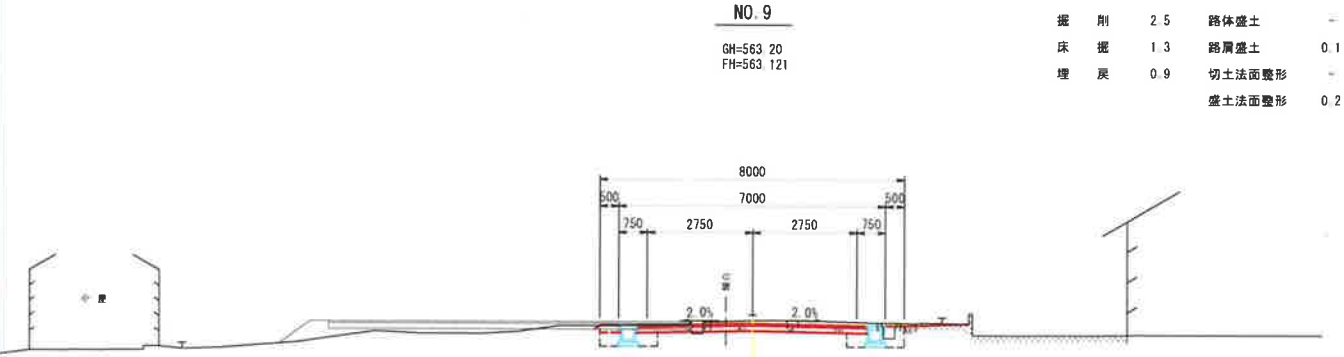 NO. 9
GH=563.20
FH=563.121
掘 削 2.5 路体盛土 -
床 掘 1.3 路肩盛土 0.1
埋 戻 0.9 切土法面整形 -
盛土法面整形 0.2
8000
500 7000 500
750 2750 2750 750
2.0% 2.0%